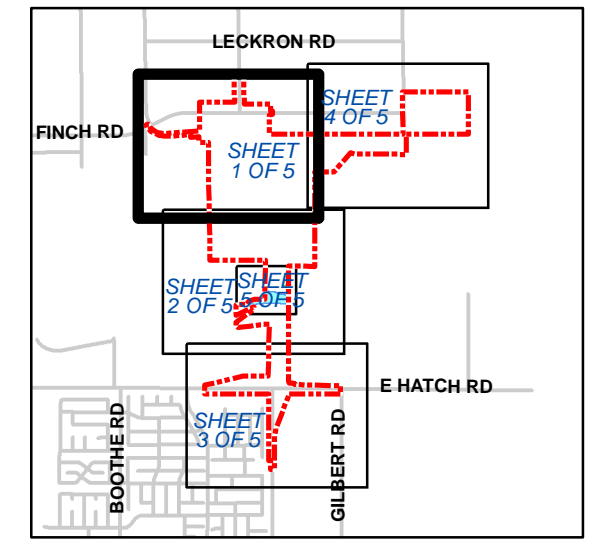 LECKRON RD
SHEET
4 OF 5
FINCH RD
SHEET
1 OF 5
SHEET
2 OF 5
SHEET
5 OF 5
E HATCH RD
SHEET
3 OF 5
BOOTHE RD
GILBERT RD